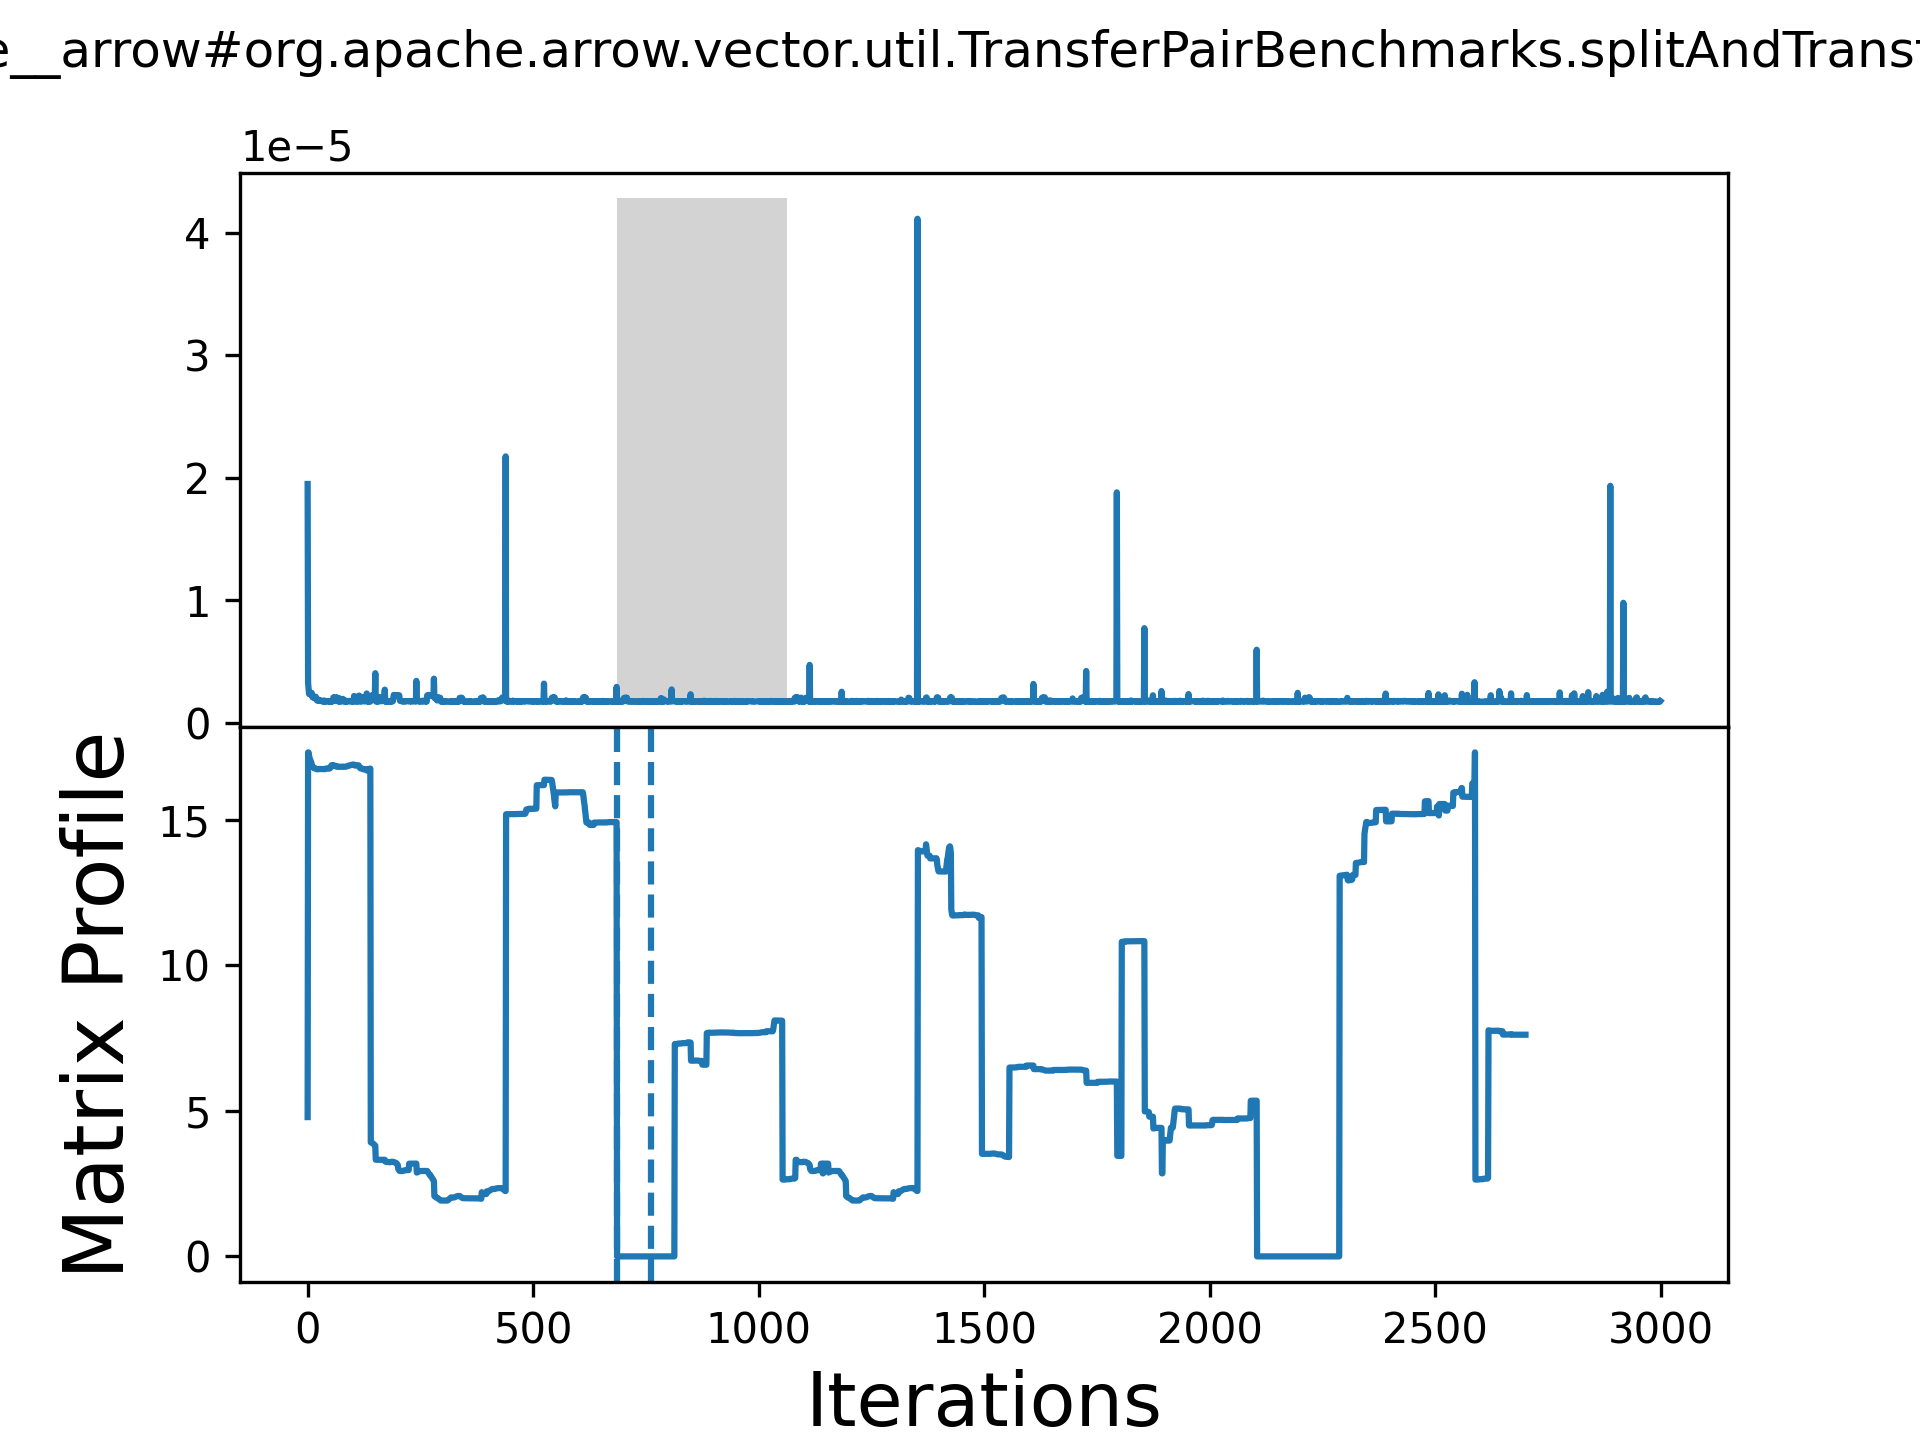 e__arrow#org.apache.arrow.vector.util.TransferPairBenchmarks.splitAndTrans
1e−5
4
3
2
1
0
Matrix Profile
15
10
5
0
0 500 1000 1500 2000 2500 3000
Iterations